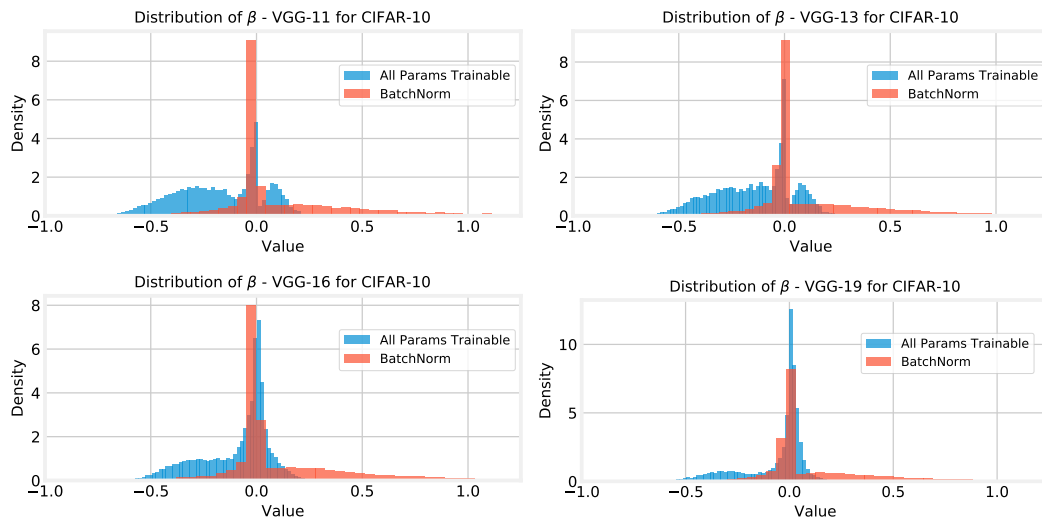 Distribution of β - VGG-11 for CIFAR-10
8
6
4
2
0
Density
All Params Trainable
BatchNorm
−1.0 −0.5 0.0 0.5 1.0
Value
Distribution of β - VGG-13 for CIFAR-10
8
6
4
2
0
Density
All Params Trainable
BatchNorm
−1.0 −0.5 0.0 0.5 1.0
Value
Distribution of β - VGG-16 for CIFAR-10
8
6
4
2
0
Density
All Params Trainable
BatchNorm
−1.0 −0.5 0.0 0.5 1.0
Value
Distribution of β - VGG-19 for CIFAR-10
10
5
0
Density
All Params Trainable
BatchNorm
−1.0 −0.5 0.0 0.5 1.0
Value